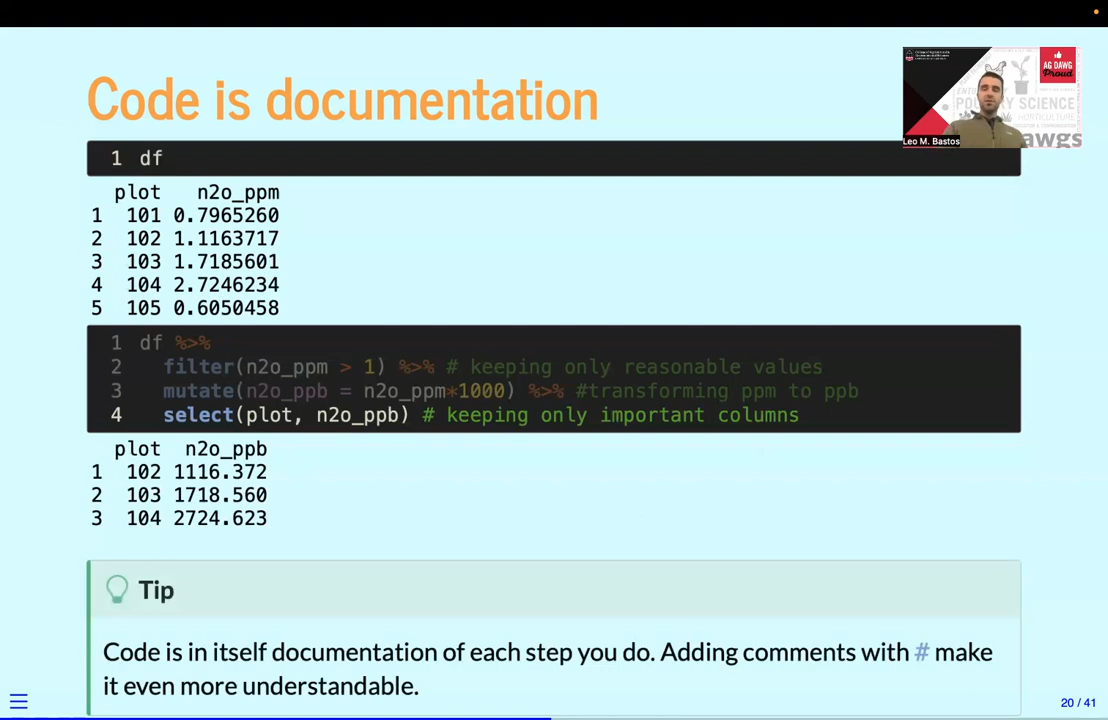 Code is documentation
AG DAWG
Proud
POULTRY SCIENCE
HORTICULTURE
awgs
Leo M. Bastos
1 df
plot n2o_ppm
1 101 0.7965260
2 102 1.1163717
3 103 1.7185601
4 104 2.7246234
5 105 0.6050458
1 df %>%
2 filter(n2o_ppm > 1) %>% # keeping only reasonable values
3 mutate(n2o_ppb = n2o_ppm*1000) %>% #transforming ppm to ppb
4 select(plot, n2o_ppb) # keeping only important columns
plot n2o_ppb
1 102 1116.372
2 103 1718.560
3 104 2724.623
Tip
Code is in itself documentation of each step you do. Adding comments with # make
it even more understandable.
20 / 41